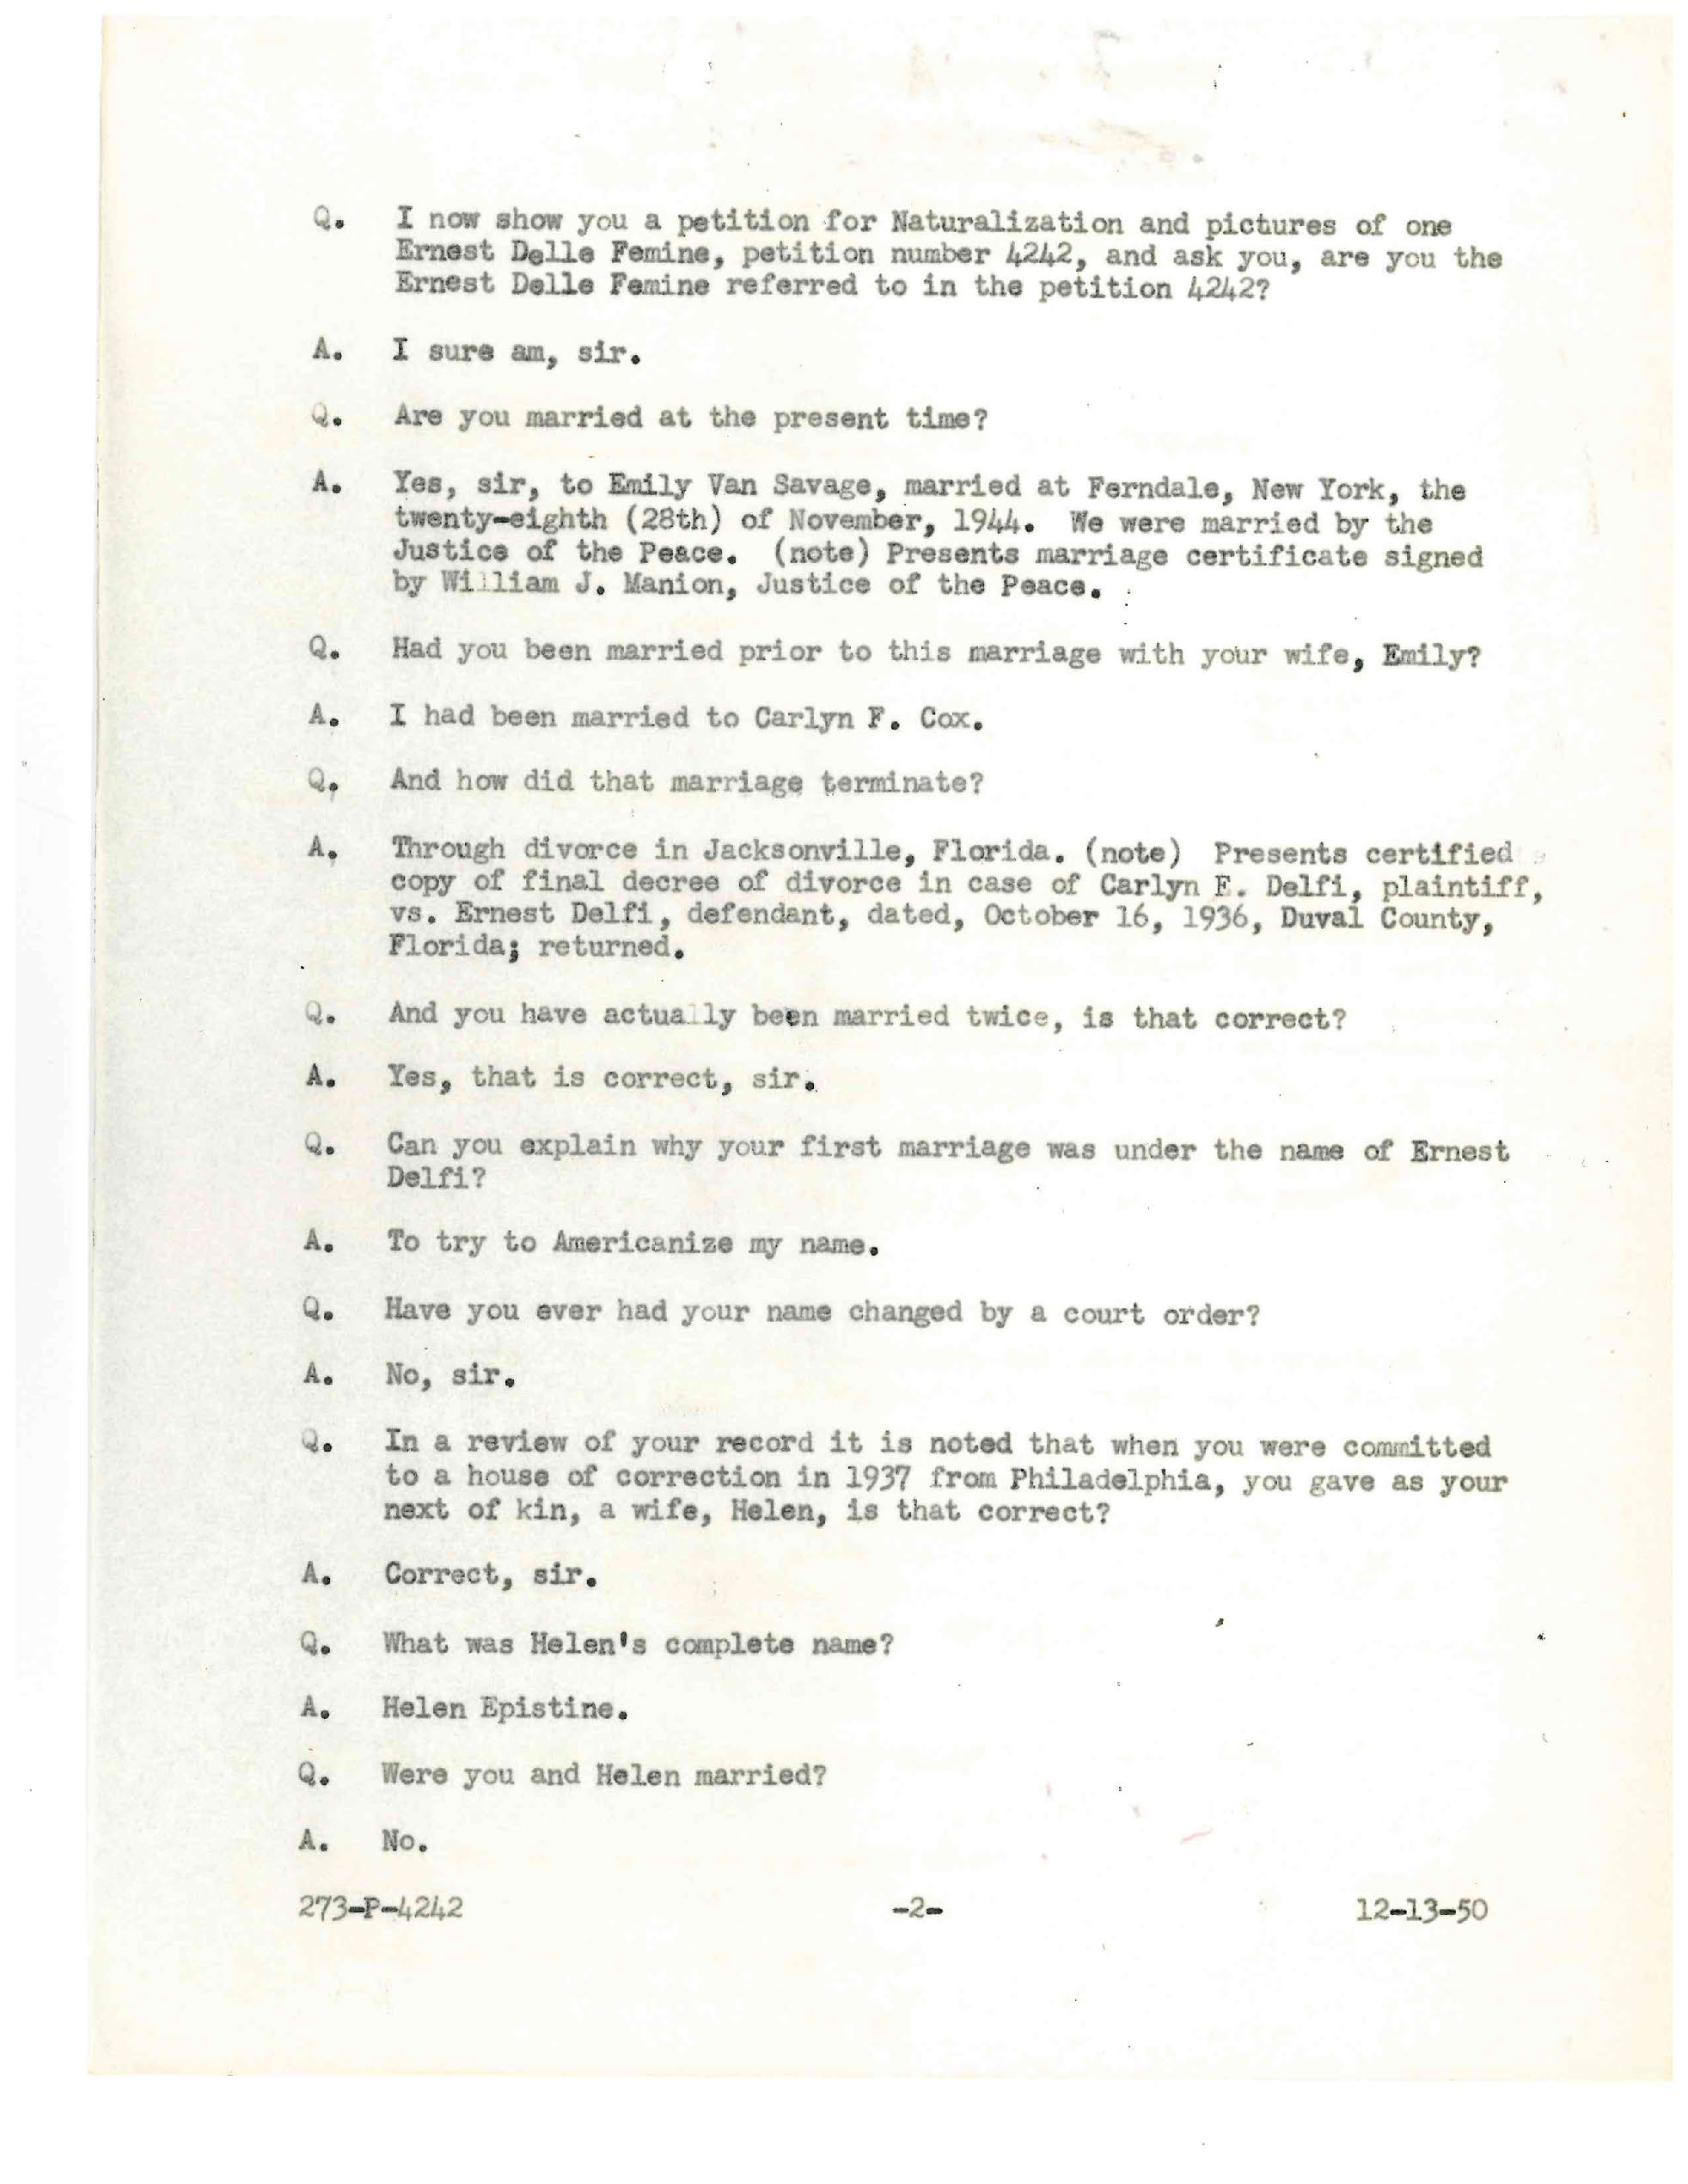 Q. I now show you a petition for Naturalization and pictures of one
Ernest Delle Femine, petition number 4242, and ask you, are you the
Ernest Delle Femine referred to in the petition 4242?
A. I sure am, sir.
Q. Are you married at the present time?
A. Yes, sir, to Emily Van Savage, married at Ferndale, New York, the
twenty-eighth (28th) of November, 1944. We were married by the
Justice of the Peace. (note) Presents marriage certificate signed
by William J. Manion, Justice of the Peace.
Q. Had you been married prior to this marriage with your wife, Emily?
A. I had been married to Carlyn F. Cox.
Q. And how did that marriage terminate?
A. Through divorce in Jacksonville, Florida. (note) Presents certified
copy of final decree of divorce in case of Carlyn F. Delfi, plaintiff,
vs. Ernest Delfi, defendant, dated, October 16, 1936, Duval County,
Florida; returned.
Q. And you have actually been married twice, is that correct?
A. Yes, that is correct, sir.
Q. Can you explain why your first marriage was under the name of Ernest
Delfi?
A. To try to Americanize my name.
Q. Have you ever had your name changed by a court order?
A. No, sir.
Q. In a review of your record it is noted that when you were committed
to a house of correction in 1937 from Philadelphia, you gave as your
next of kin, a wife, Helen, is that correct?
A. Correct, sir.
Q. What was Helen's complete name?
A. Helen Epistine.
Q. Were you and Helen married?
A. No.
273-P-4242 -2- 12-13-50